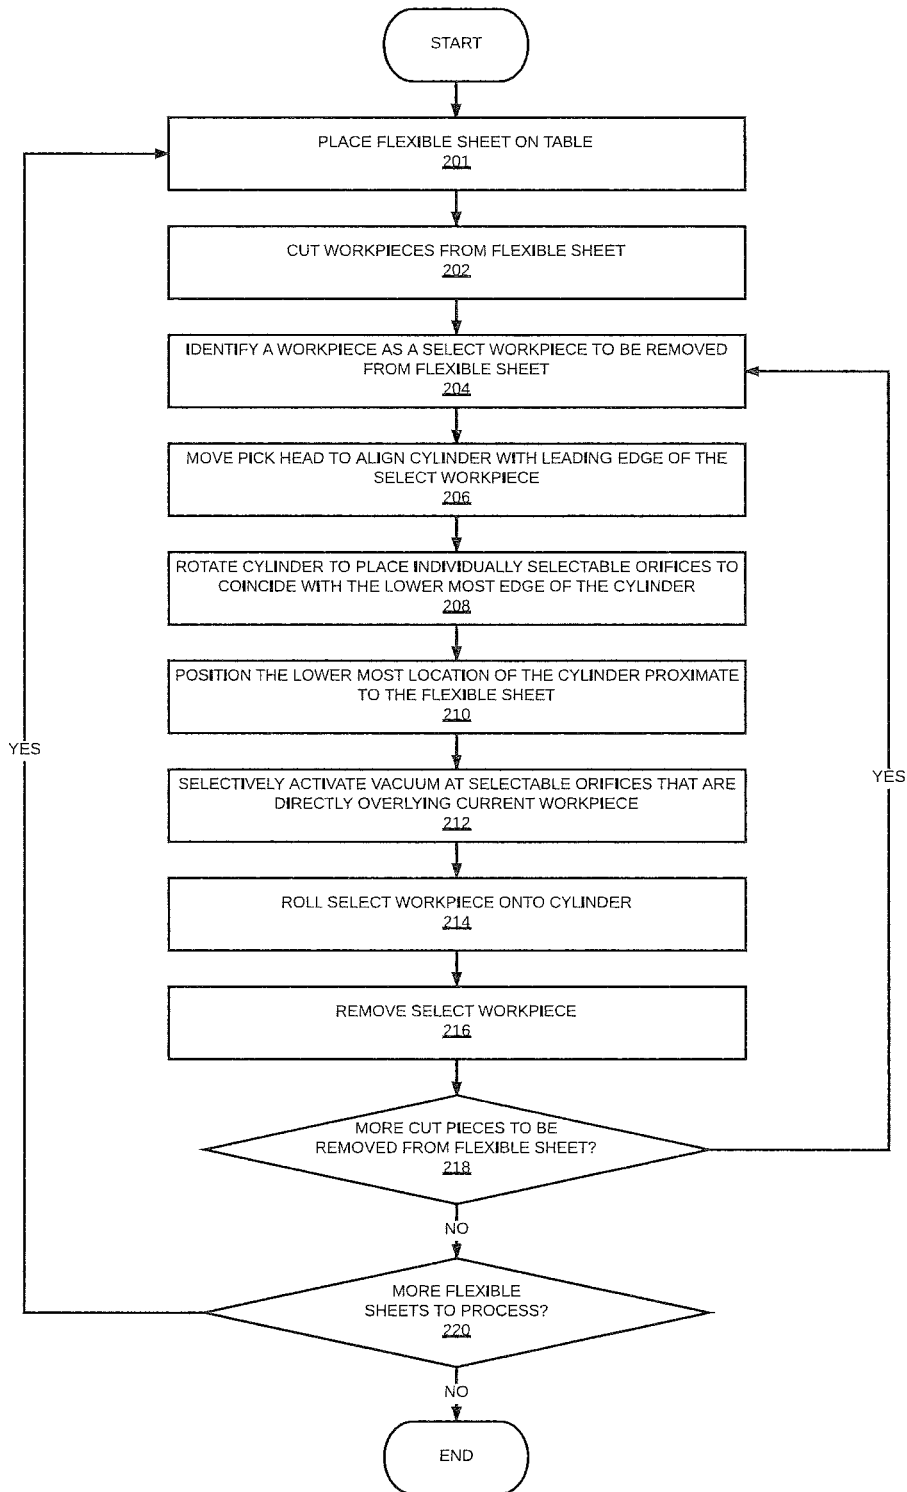 START
PLACE FLEXIBLE SHEET ON TABLE
201
CUT WORKPIECES FROM FLEXIBLE SHEET
202
IDENTIFY A WORKPIECE AS A SELECT WORKPIECE TO BE REMOVED
FROM FLEXIBLE SHEET
204
MOVE PICK HEAD TO ALIGN CYLINDER WITH LEADING EDGE OF THE
SELECT WORKPIECE
206
ROTATE CYLINDER TO PLACE INDIVIDUALLY SELECTABLE ORIFICES TO
COINCIDE WITH THE LOWER MOST EDGE OF THE CYLINDER
208
POSITION THE LOWER MOST LOCATION OF THE CYLINDER PROXIMATE
TO THE FLEXIBLE SHEET
210
YES
YES
SELECTIVELY ACTIVATE VACUUM AT SELECTABLE ORIFICES THAT ARE
DIRECTLY OVERLYING CURRENT WORKPIECE
212
ROLL SELECT WORKPIECE ONTO CYLINDER
214
REMOVE SELECT WORKPIECE
216
MORE CUT PIECES TO BE
REMOVED FROM FLEXIBLE SHEET?
218
NO
MORE FLEXIBLE
SHEETS TO PROCESS?
220
NO
END